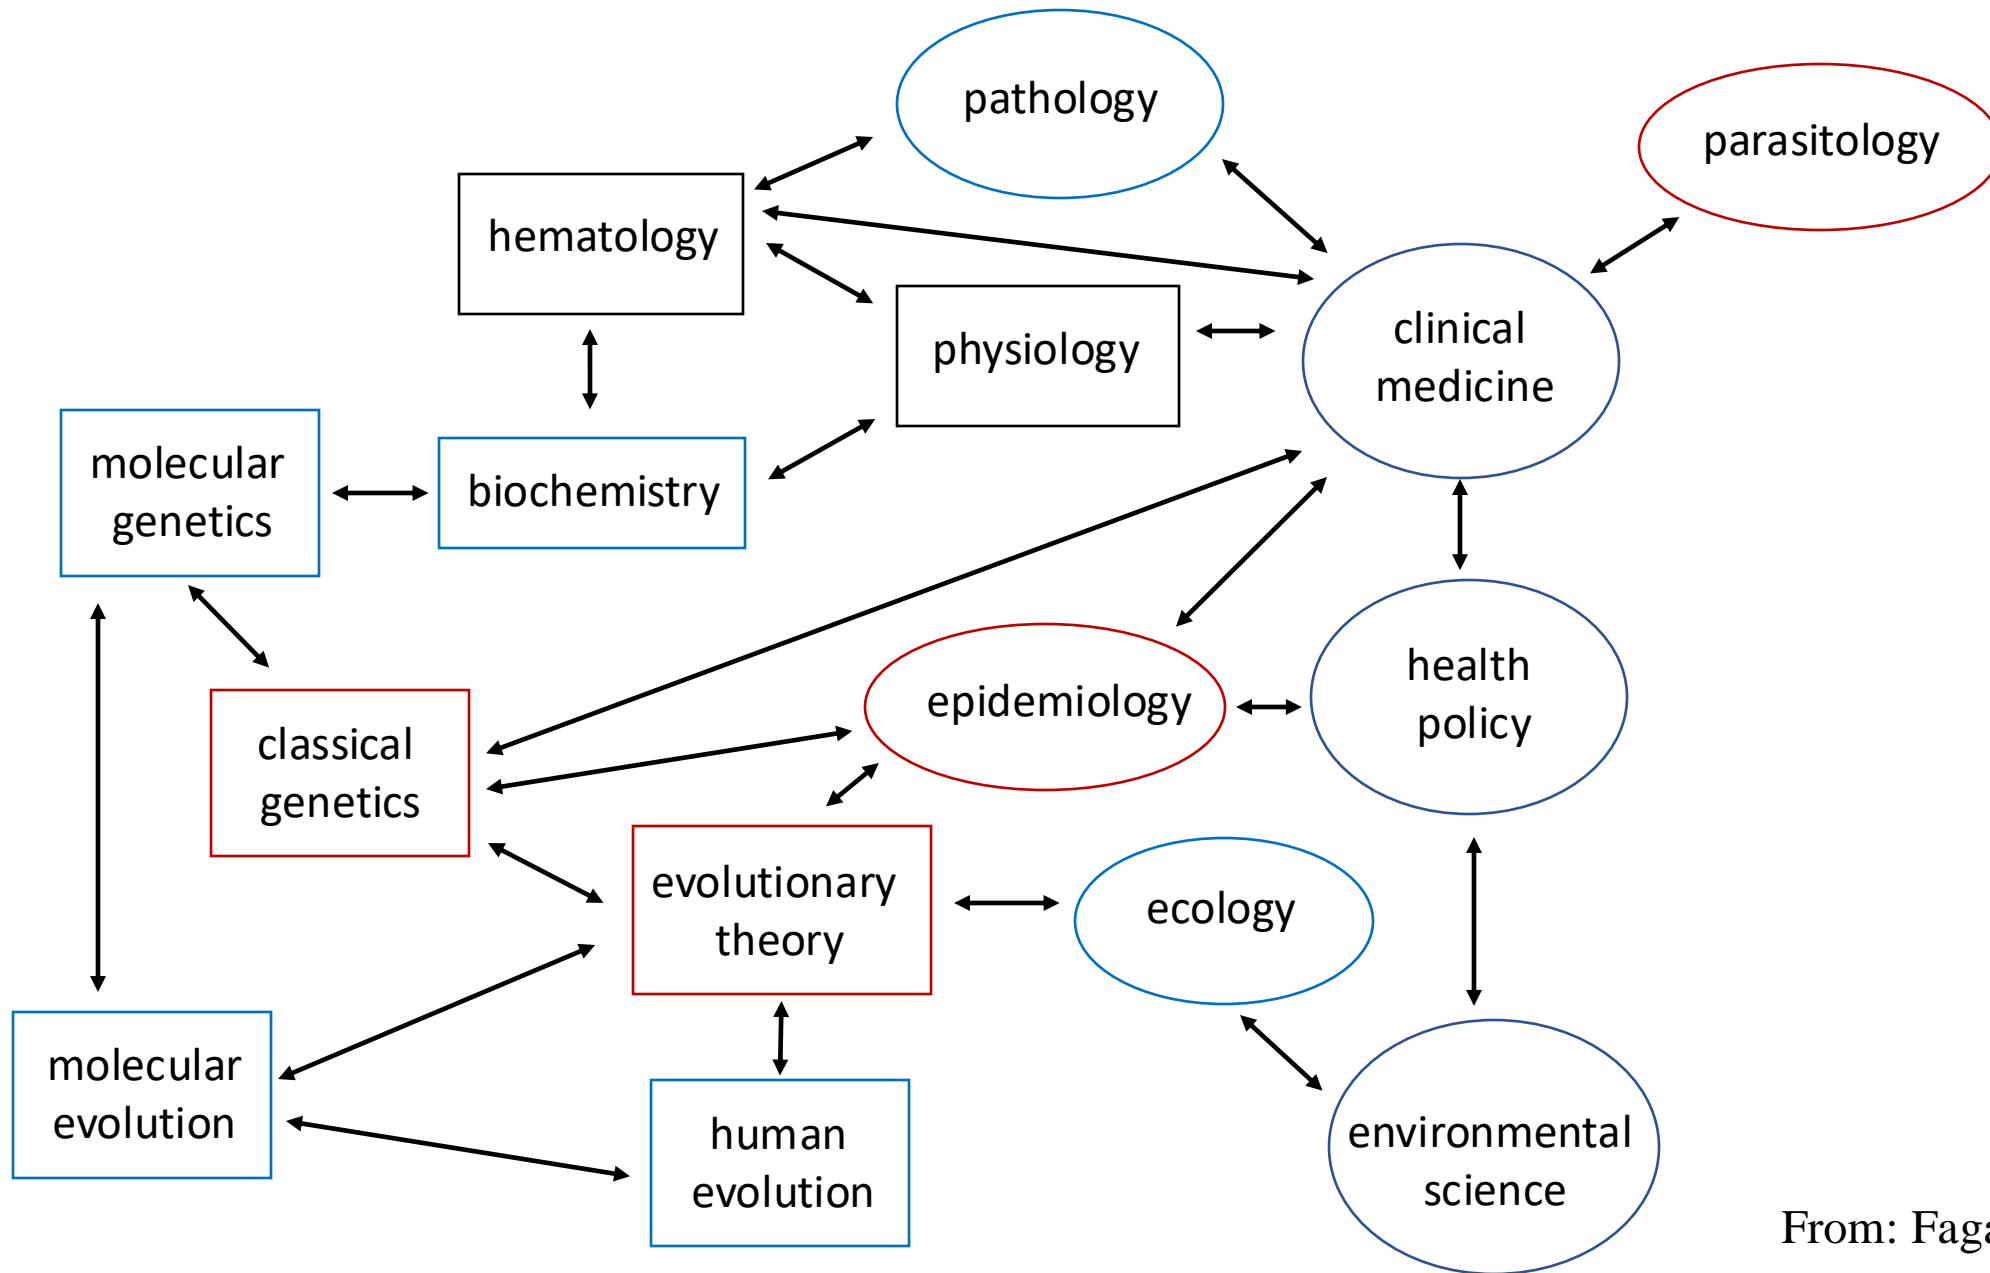 pathology
parasitology
hematology
physiology
clinical
medicine
molecular
genetics
biochemistry
health
policy
epidemiology
classical
genetics
evolutionary
theory
ecology
molecular
evolution
human
evolution
environmental
science
From: Faga